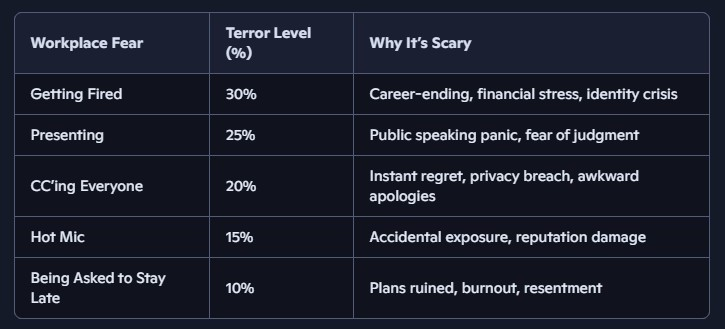 Workplace Fear
Terror Level
(%)
Why It's Scary
Getting Fired
30%
Career-ending, financial stress, identity crisis
Presenting
25%
Public speaking panic, fear of judgment
CC'ing Everyone
20%
Instant regret, privacy breach, awkward
apologies
Hot Mic
15%
Accidental exposure, reputation damage
Being Asked to Stay
Late
10%
Plans ruined, burnout, resentment